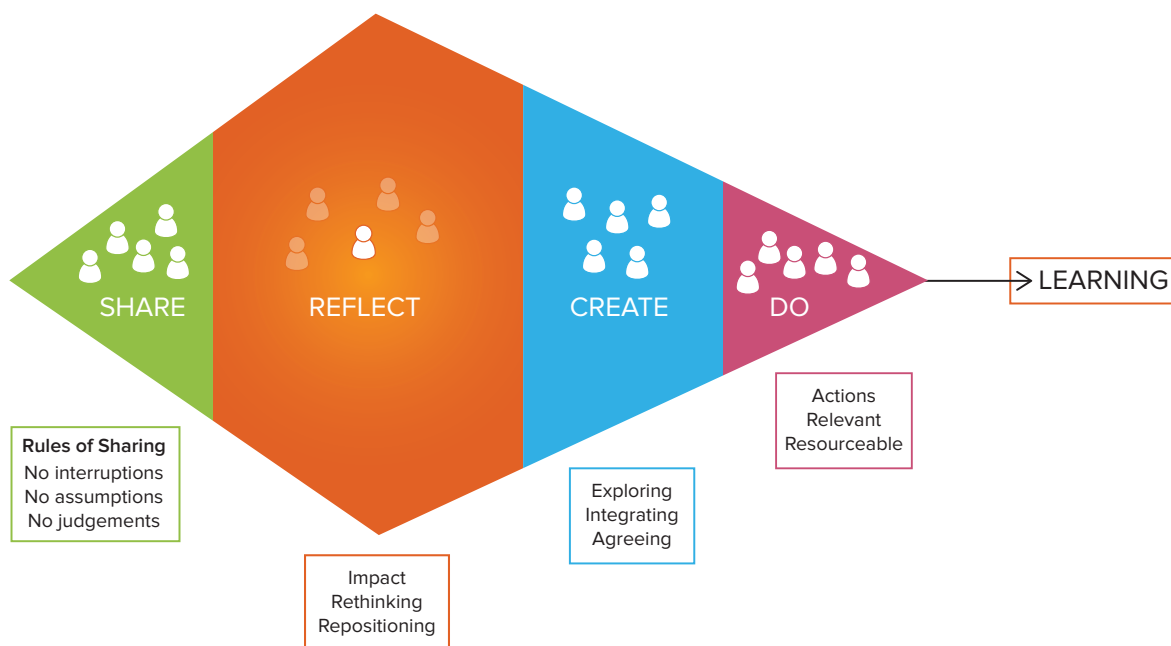 SHARE
REFLECT
CREATE
DO
LEARNING
Rules of Sharing
No interruptions
No assumptions
No judgements
Impact
Rethinking
Repositioning
Exploring
Integrating
Agreeing
Actions
Relevant
Resourceable